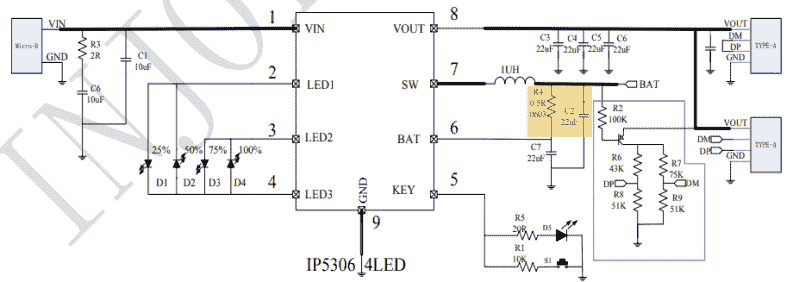 INJO
Micro-B
VIN
GND
R3
2R
C6
10uF
C1
10uF
1
VIN
2
LED1
3
LED2
4
LED3
25%
50%
75%
100%
D1
D2
D3
D4
8
VOUT
7
SW
6
BAT
5
KEY
GND
9
IP5306 4LED
C3
22uF
C4
22uF
C5
22uF
C6
22uF
1UH
BAT
R4
0.5R
0603
C2
22uF
C7
22uF
R2
100K
R6
43K
R7
75K
DP
DM
R8
51K
R9
51K
R5
20R
D5
R1
10K
S1
VOUT
DM
DP
GND
TYPE-A
VOUT
DM
DP
GND
TYPE-A